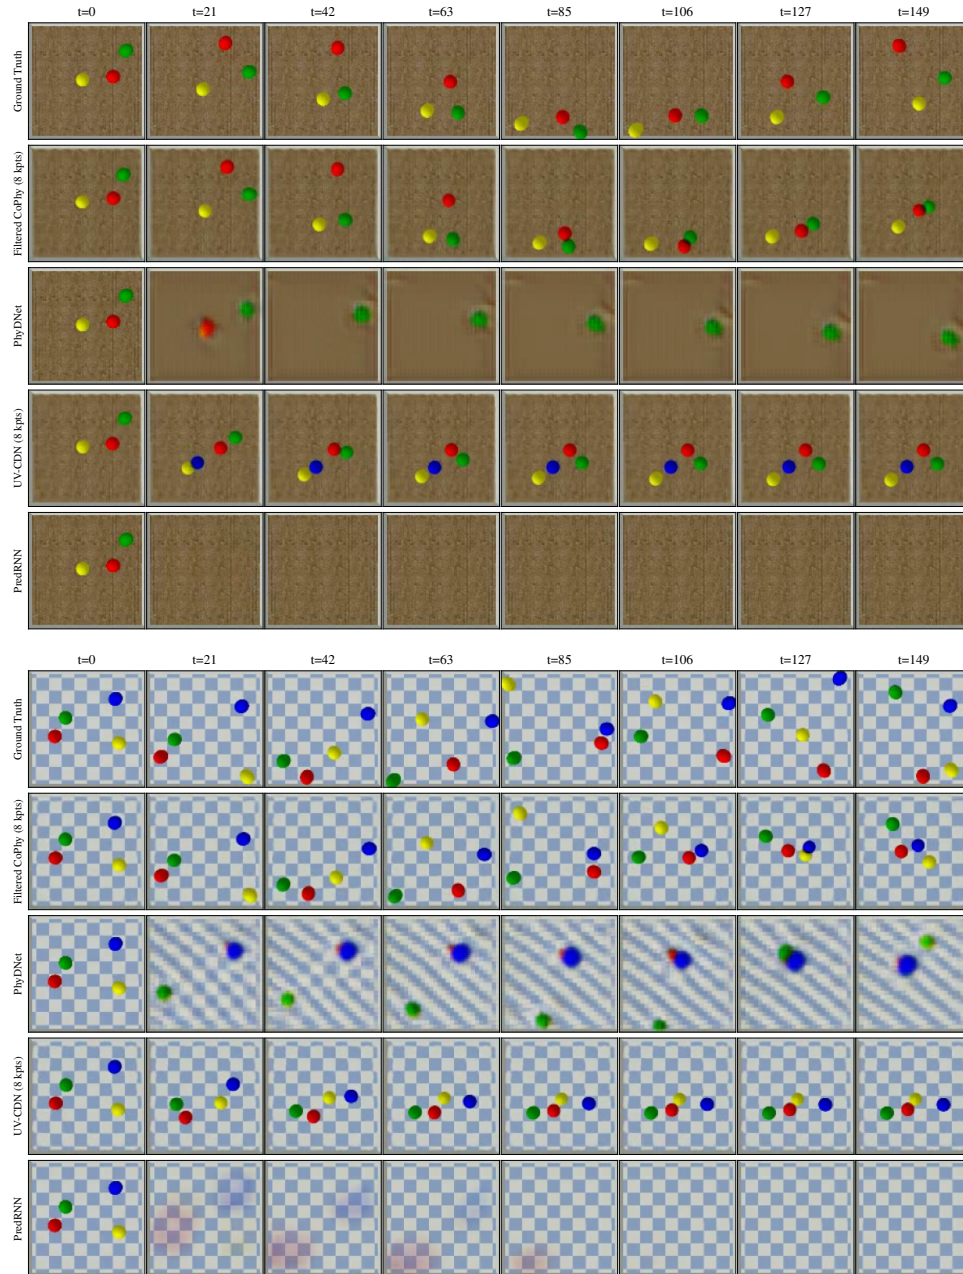 t=0 t=21 t=42 t=63 t=85 t=106 t=127 t=149
Ground Truth
Filtered CoPhy (8 kpts)
PhyDNet
UV-CDN (8 kpts)
PredRNN
t=0 t=21 t=42 t=63 t=85 t=106 t=127 t=149
Ground Truth
Filtered CoPhy (8 kpts)
PhyDNet
UV-CDN (8 kpts)
PredRNN